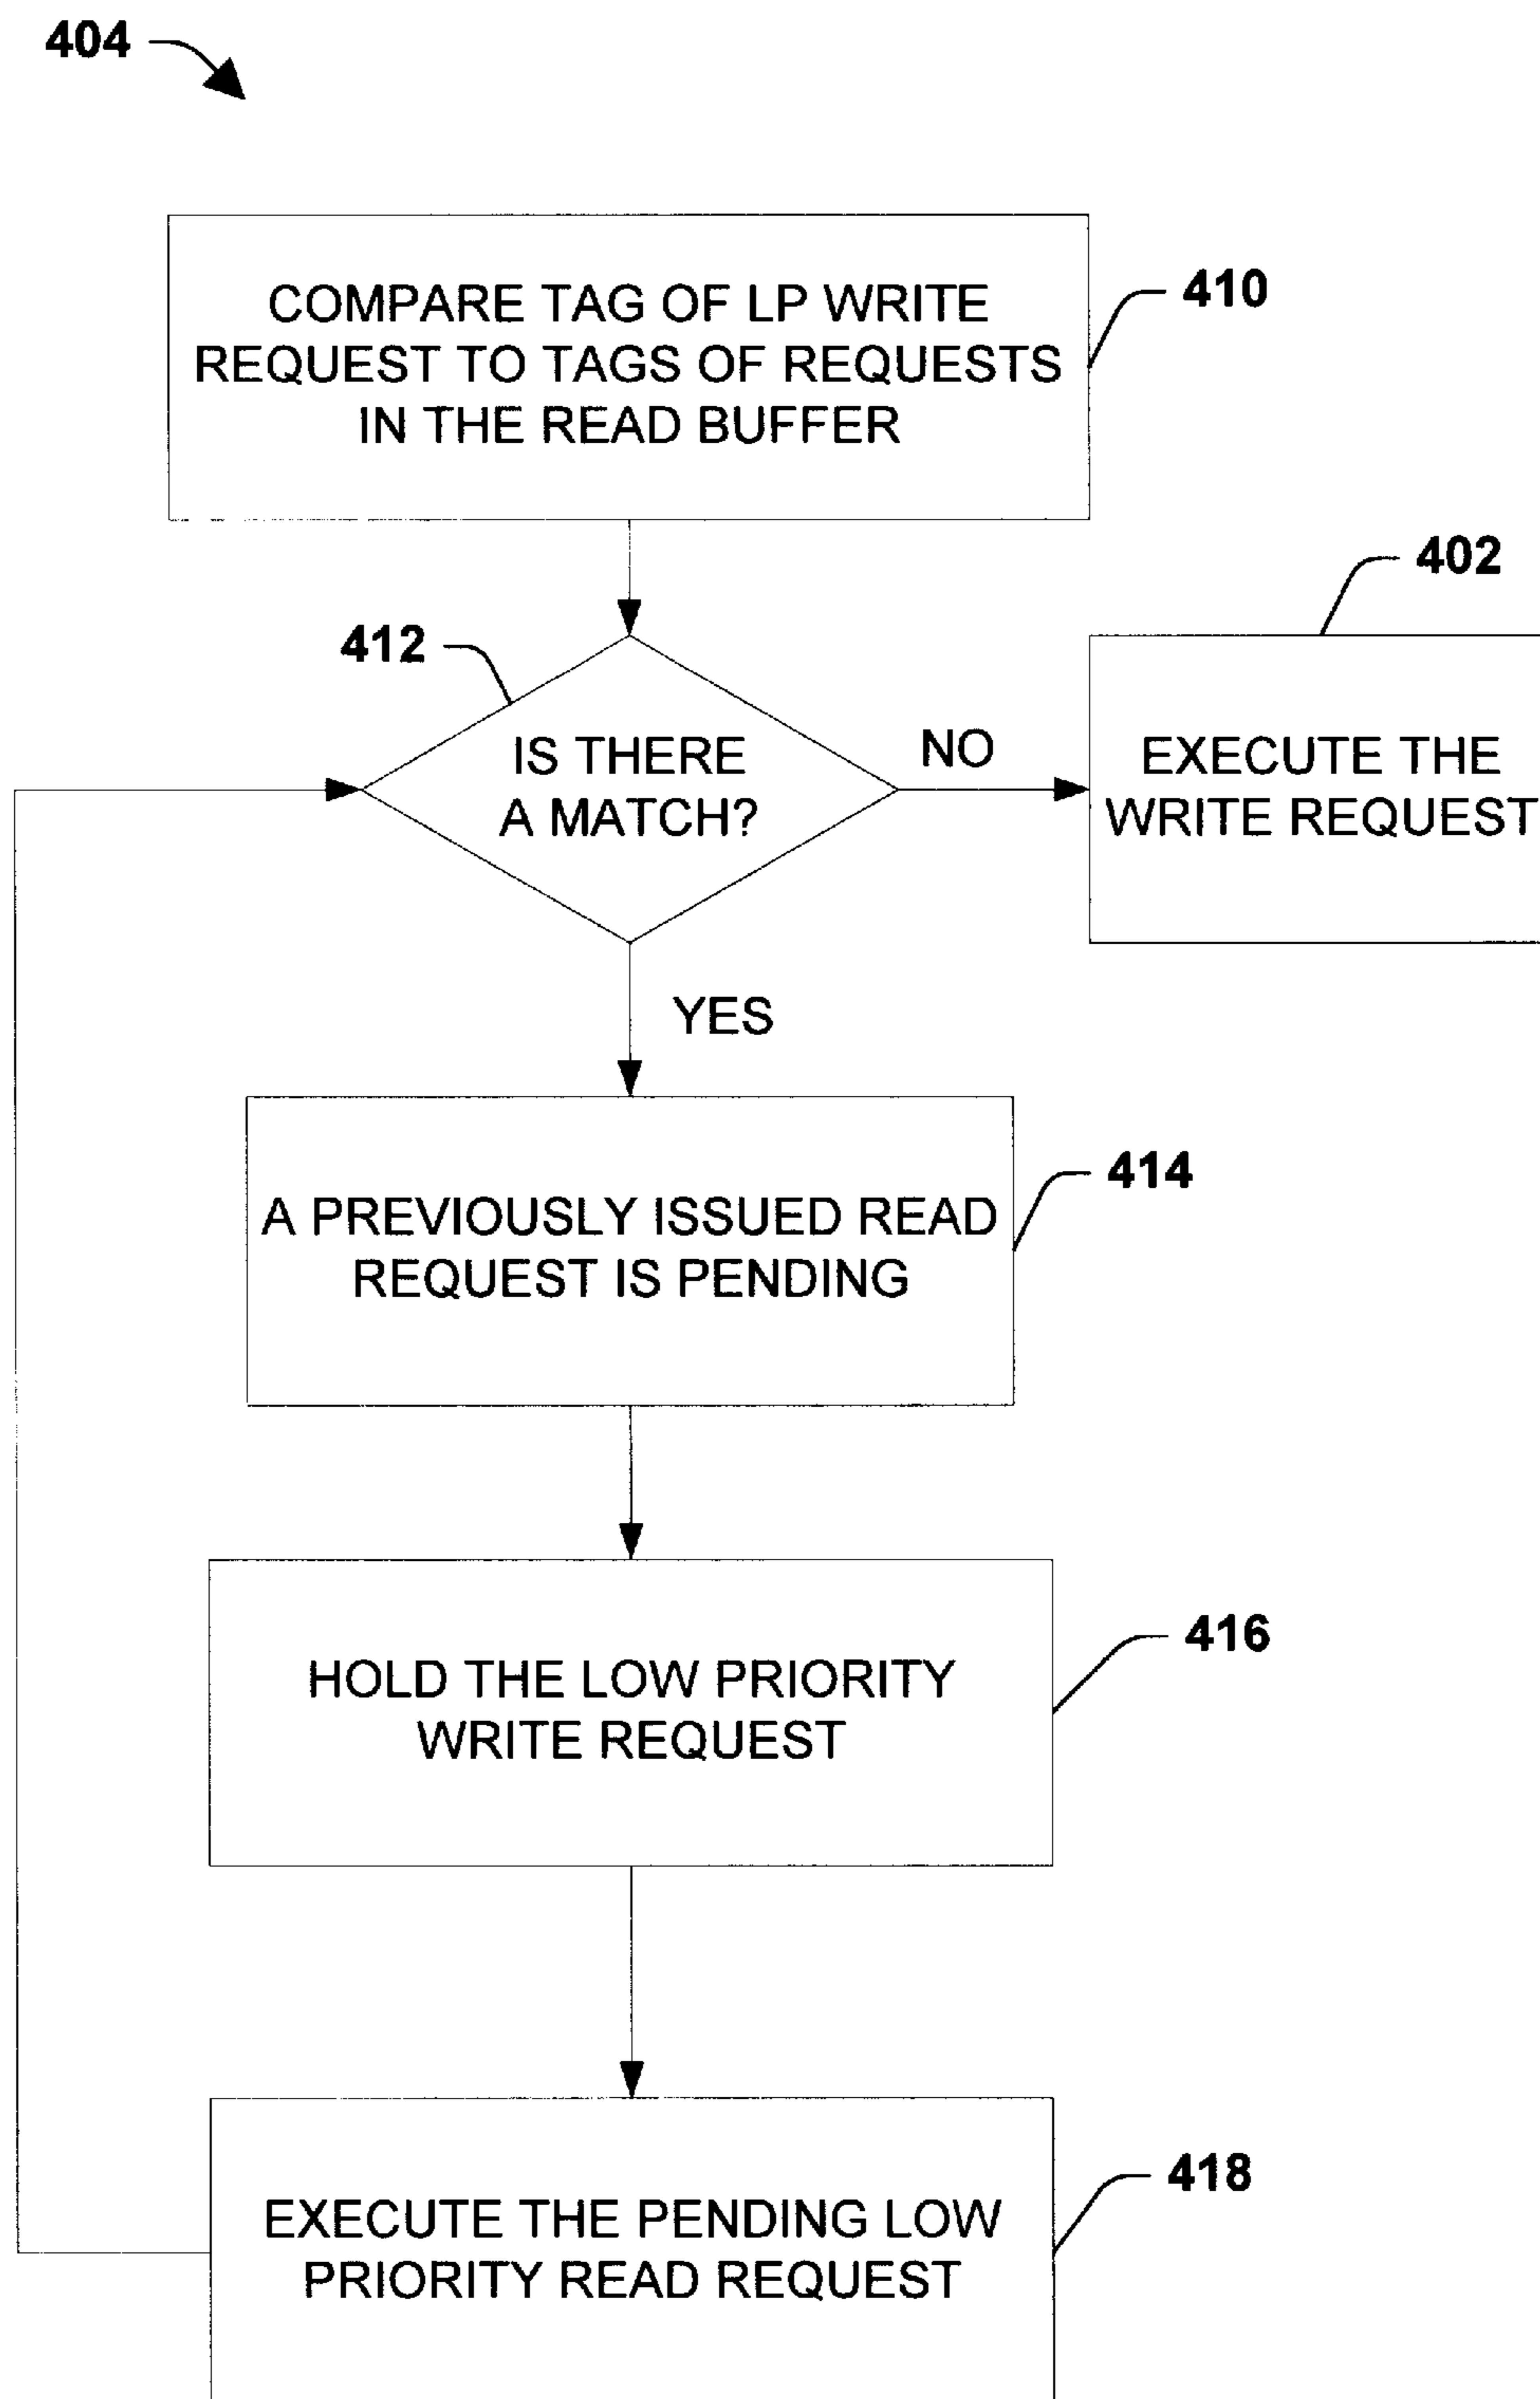 404
COMPARE TAG OF LP WRITE
REQUEST TO TAGS OF REQUESTS
IN THE READ BUFFER
410
402
412
IS THERE
A MATCH?
NO
EXECUTE THE
WRITE REQUEST
YES
A PREVIOUSLY ISSUED READ
REQUEST IS PENDING
414
HOLD THE LOW PRIORITY
WRITE REQUEST
416
EXECUTE THE PENDING LOW
PRIORITY READ REQUEST
418